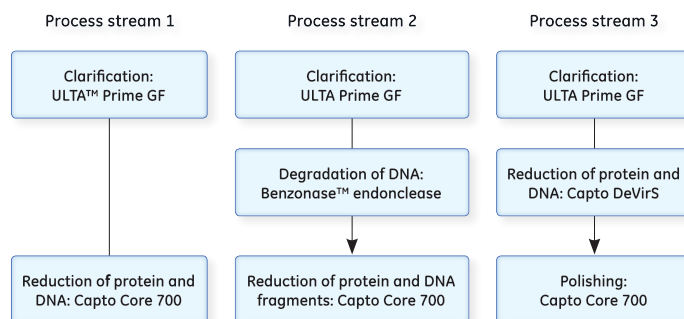 Process stream 1
Process stream 2
Process stream 3
Clarification:
ULTA™ Prime GF
Clarification:
ULTA Prime GF
Clarification:
ULTA Prime GF
Degradation of DNA:
Benzonase™ endonclease
Reduction of protein and
DNA: Capto DeVirS
Reduction of protein and
DNA: Capto Core 700
Reduction of protein and DNA
fragments: Capto Core 700
Polishing:
Capto Core 700